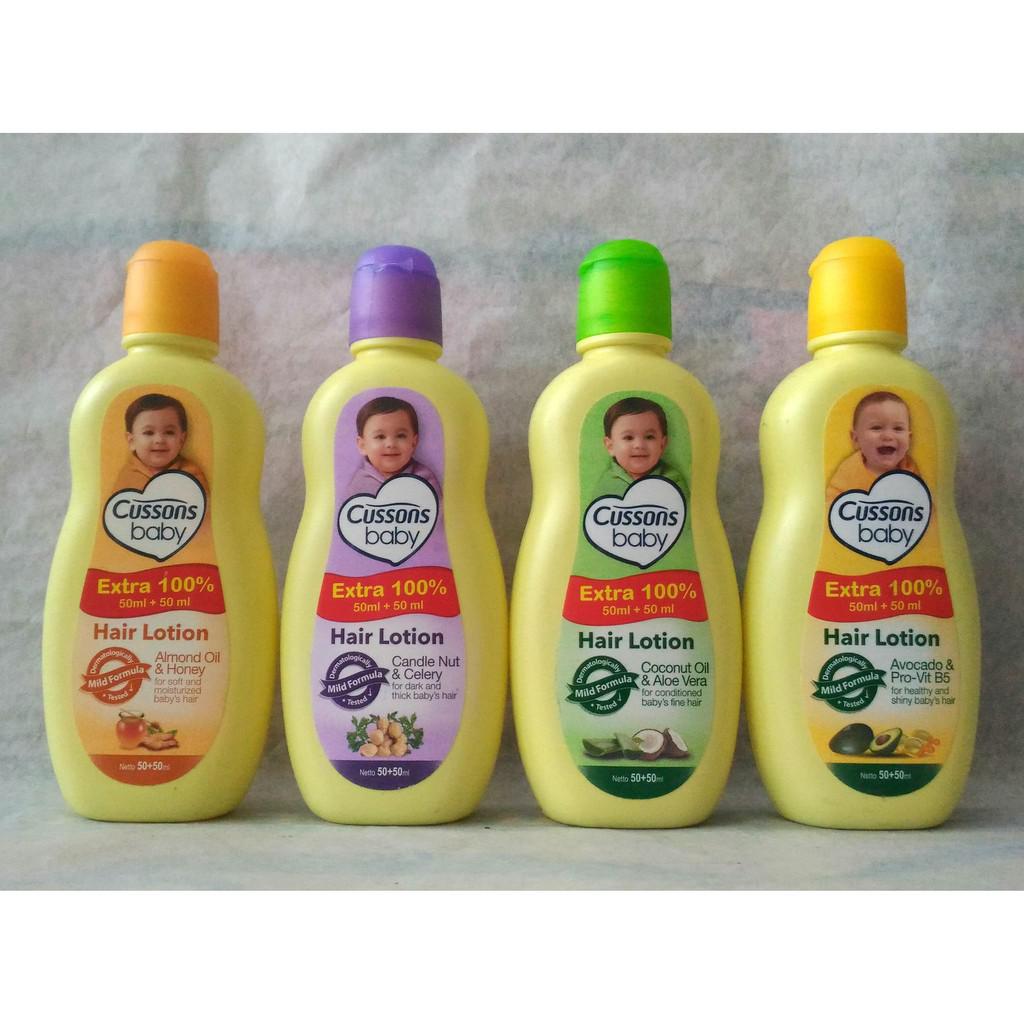 Cussons
baby
Extra 100%
50ml + 50 ml
Hair Lotion
Dermatologically
Mild Formula
• Tested ✓
Almond Oil
& Honey
for soft and
moisturized
baby's hair
Netto 50+50ml
Cussons
baby
Extra 100%
50ml + 50 ml
Hair Lotion
Dermatologically
Mild Formula
• Tested ✓
Candle Nut
& Celery
for dark and
thick baby's hair
Netto 50+50ml
Cussons
baby
Extra 100%
50ml + 50 ml
Hair Lotion
Dermatologically
Mild Formula
• Tested ✓
Coconut Oil
& Aloe Vera
for conditioned
baby's fine hair
Netto 50+50ml
Cussons
baby
Extra 100%
50ml + 50 ml
Hair Lotion
Dermatologically
Mild Formula
• Tested ✓
Avocado &
Pro-Vit B5
for healthy and
shiny baby's hair
Netto 50+50ml